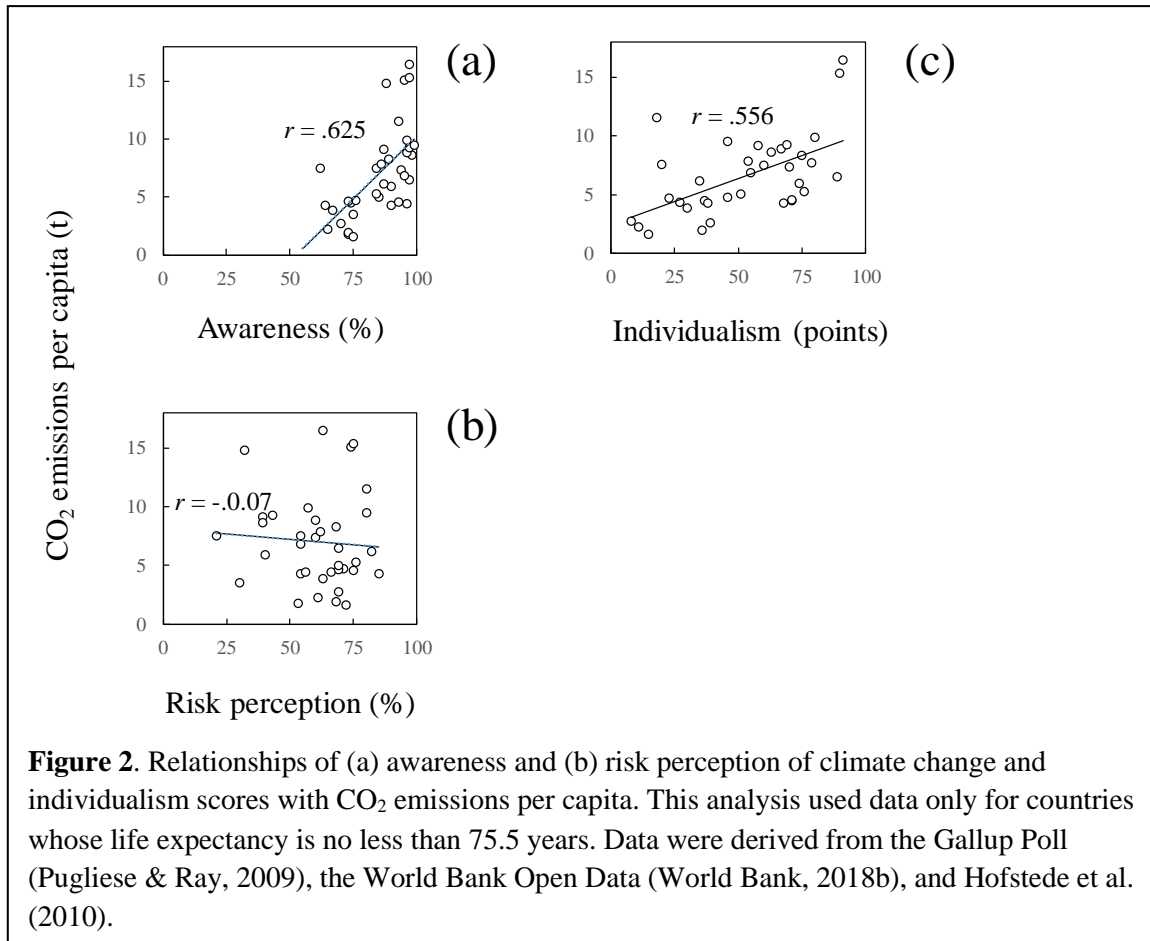 (a)
15
10
5
0
r = .625
0 25 50 75 100
Awareness (%)
(c)
15
10
5
0
r = .556
0 25 50 75 100
Individualism (points)
CO₂ emissions per capita (t)
(b)
15
10
5
0
r = -.0.07
0 25 50 75 100
Risk perception (%)
Figure 2. Relationships of (a) awareness and (b) risk perception of climate change and
individualism scores with CO₂ emissions per capita. This analysis used data only for countries
whose life expectancy is no less than 75.5 years. Data were derived from the Gallup Poll
(Pugliese & Ray, 2009), the World Bank Open Data (World Bank, 2018b), and Hofstede et al.
(2010).